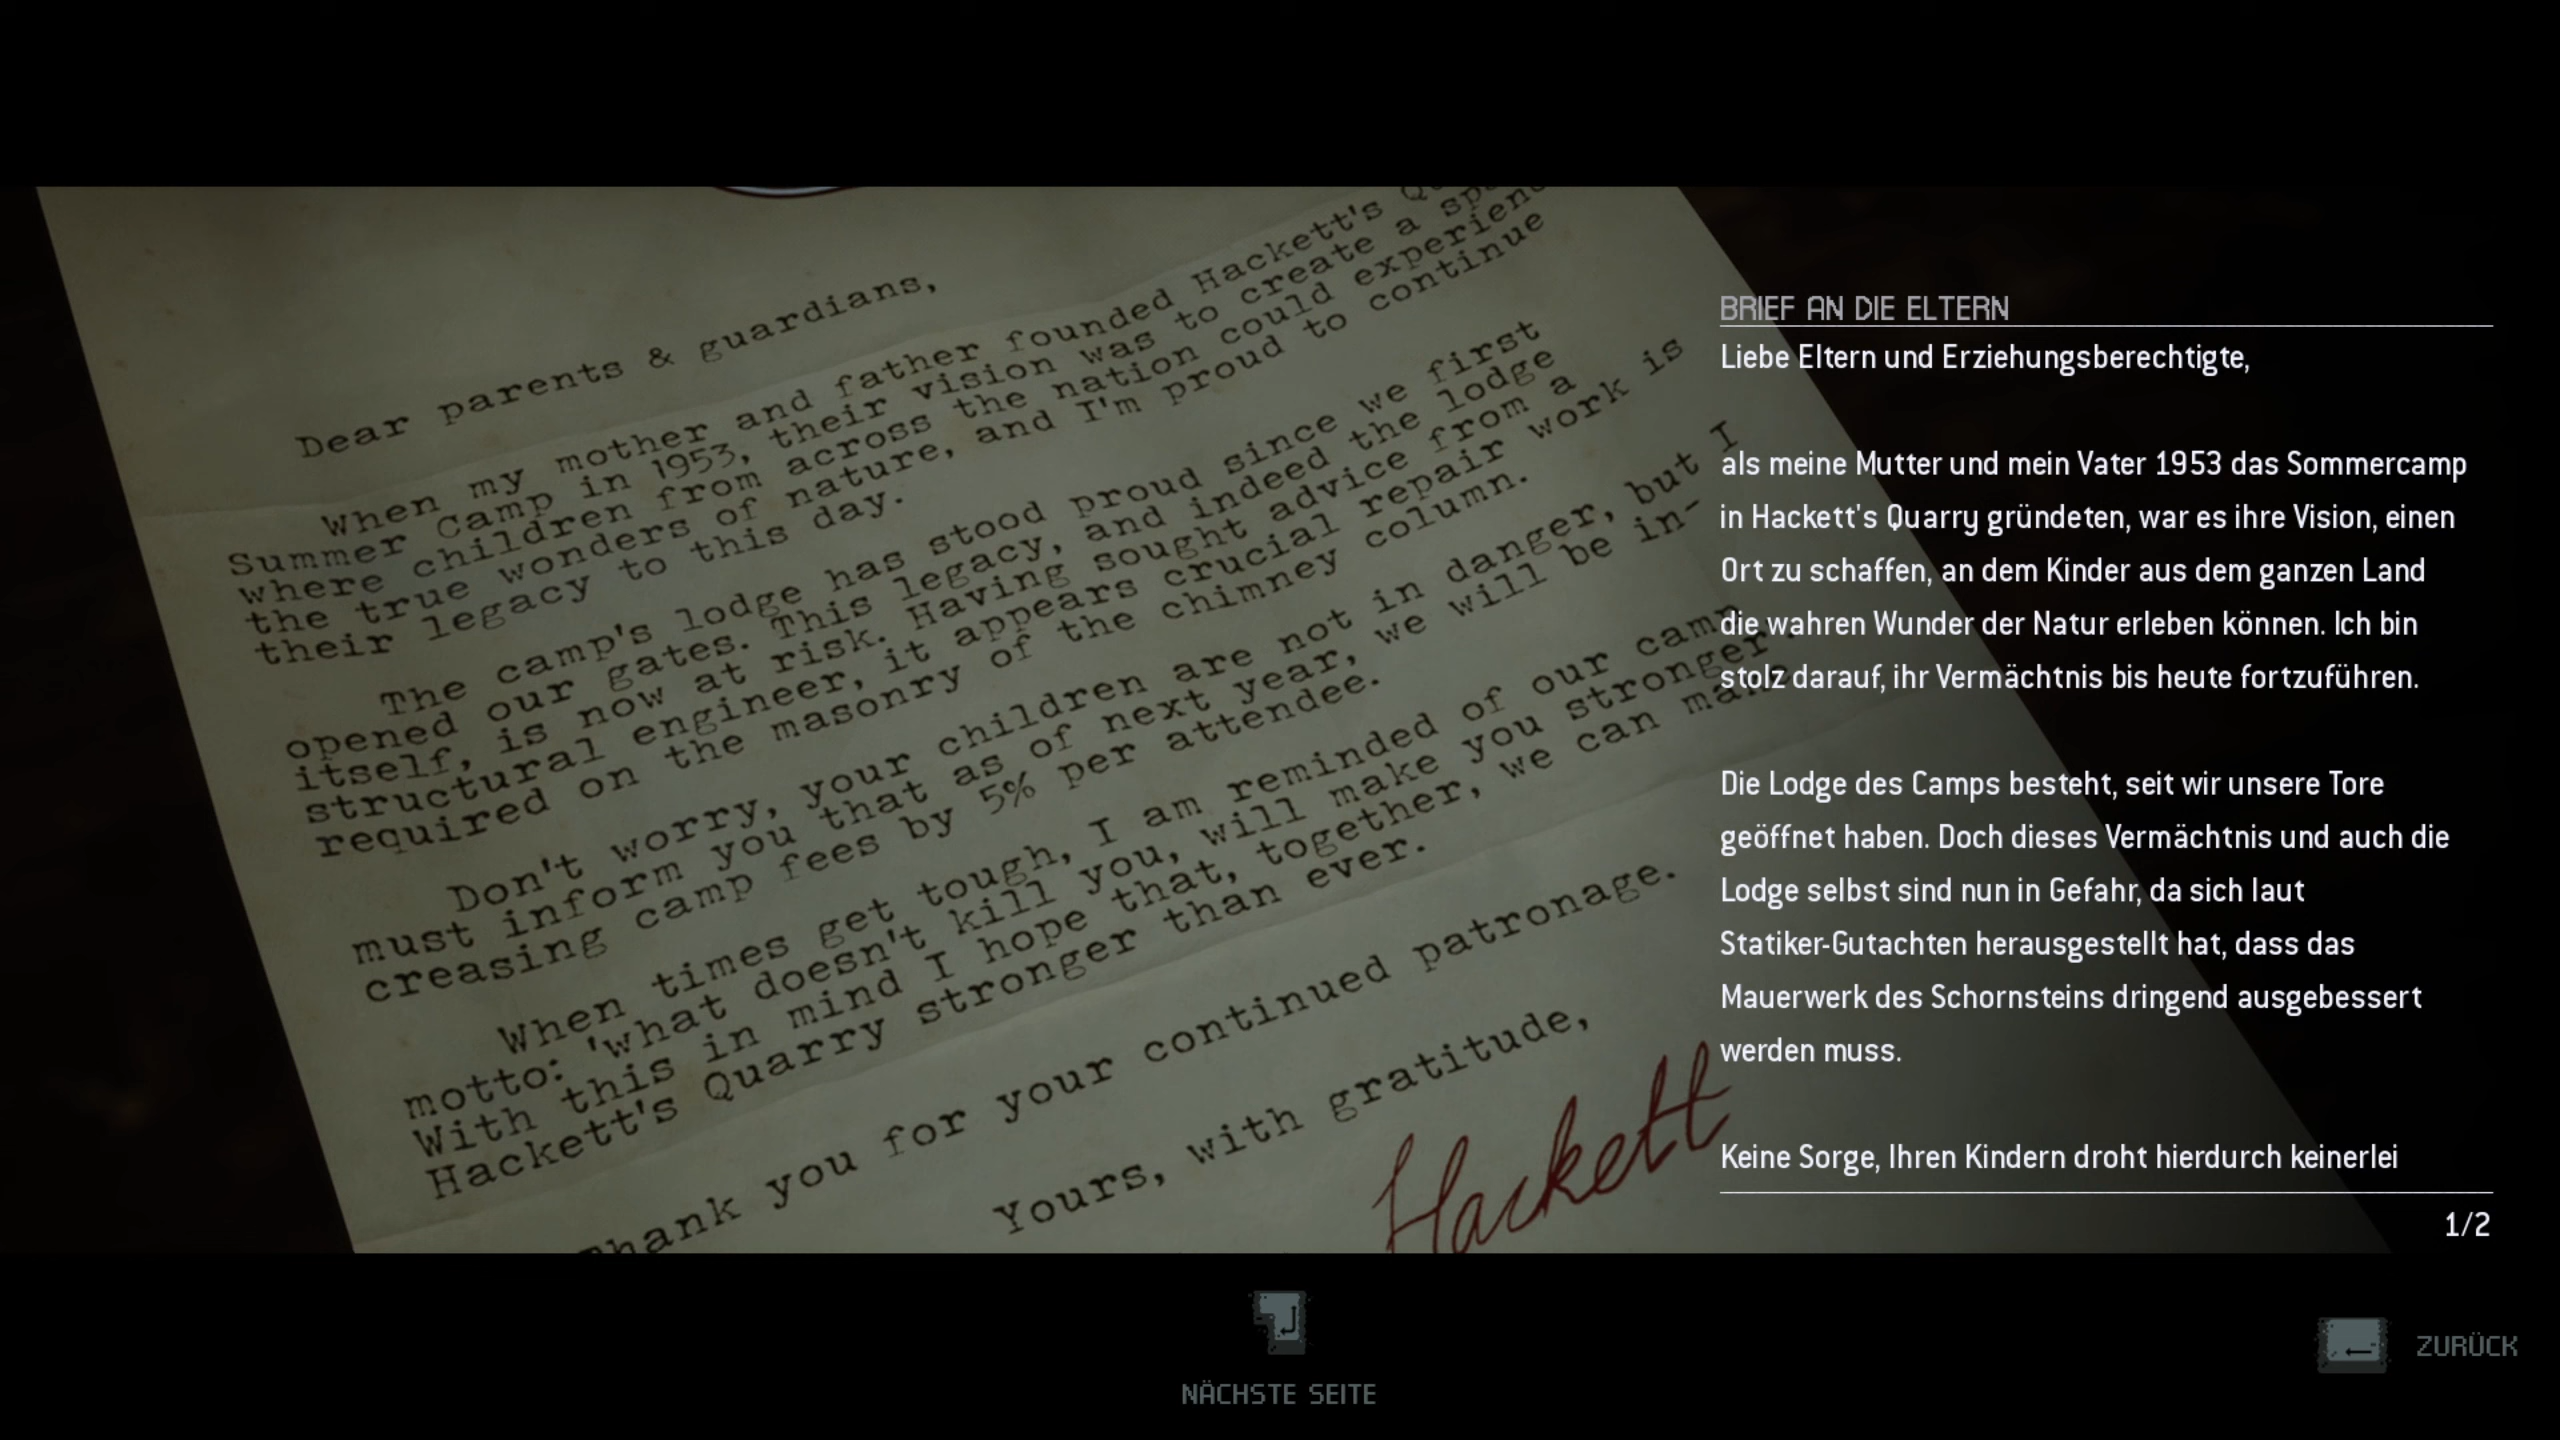 Dear parents & guardians,
When my mother and father founded Hackett's
Summer Camp in 1953, their vision was to create a
where children from across the nation could
the true wonders of nature, and I'm proud to continue
their legacy to this day.
The camp's lodge has stood proud since we first
opened our gates. This legacy, and indeed the lodge
itself, is now at risk. Having sought advice from a
structural engineer, it appears crucial repair work is
required on the masonry of the chimney column.
Don't worry, your children are not in danger, but I
must inform you that as of next year, we will be in-
creasing camp fees by 5% per attendee.
When times get tough, I am reminded of our camp
motto: 'what doesn't kill you, will make you stronger'.
With this in mind I hope that, together, we can make
Hackett's Quarry stronger than ever.
Thank you for your continued patronage.
Yours, with gratitude,
Hackett
BRIEF AN DIE ELTERN
Liebe Eltern und Erziehungsberechtigte,
als meine Mutter und mein Vater 1953 das Sommercamp
in Hackett's Quarry gründeten, war es ihre Vision, einen
Ort zu schaffen, an dem Kinder aus dem ganzen Land
die wahren Wunder der Natur erleben können. Ich bin
stolz darauf, ihr Vermächtnis bis heute fortzuführen.
Die Lodge des Camps besteht, seit wir unsere Tore
geöffnet haben. Doch dieses Vermächtnis und auch die
Lodge selbst sind nun in Gefahr, da sich laut
Statiker-Gutachten herausgestellt hat, dass das
Mauerwerk des Schornsteins dringend ausgebessert
werden muss.
Keine Sorge, Ihren Kindern droht hierdurch keinerlei
1/2
NÄCHSTE SEITE
ZURÜCK